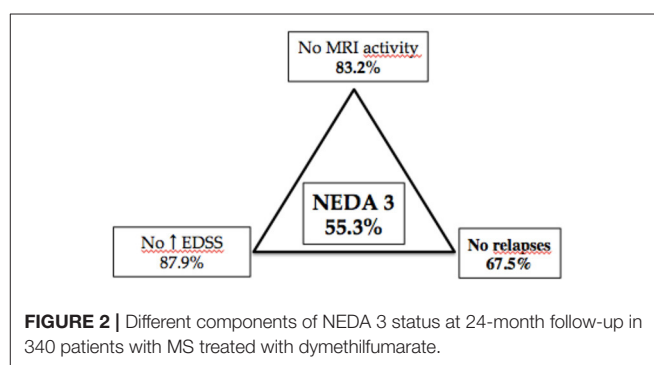 No MRI activity
83.2%
NEDA 3
55.3%
No ↑ EDSS
87.9%
No relapses
67.5%
FIGURE 2 | Different components of NEDA 3 status at 24-month follow-up in
340 patients with MS treated with dymethilfumarate.